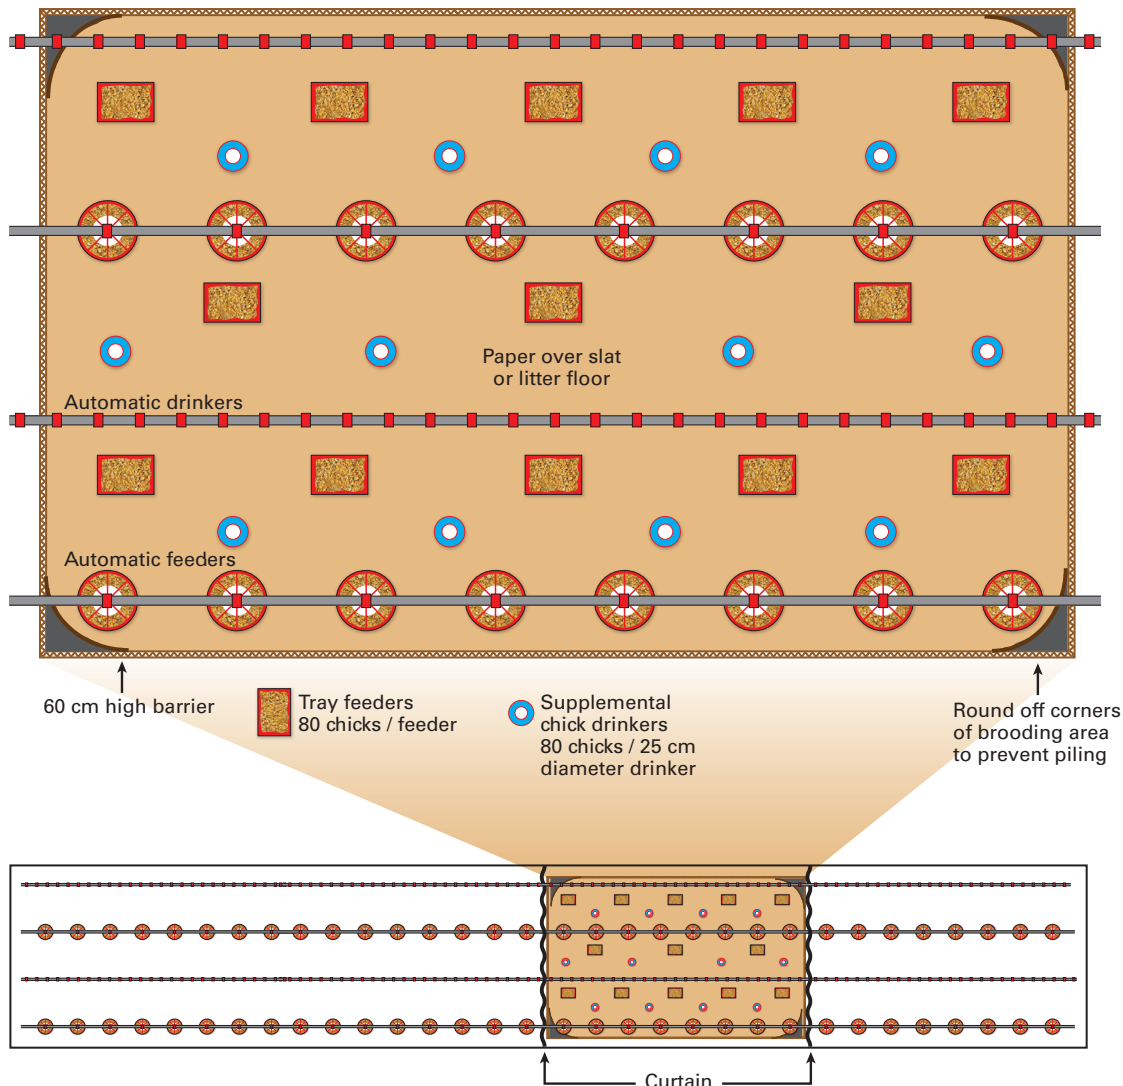 Paper over slat
or litter floor
Automatic drinkers
Automatic feeders
60 cm high barrier
Tray feeders
80 chicks / feeder
Supplemental
chick drinkers
80 chicks / 25 cm
diameter drinker
Round off corners
of brooding area
to prevent piling
Curtain